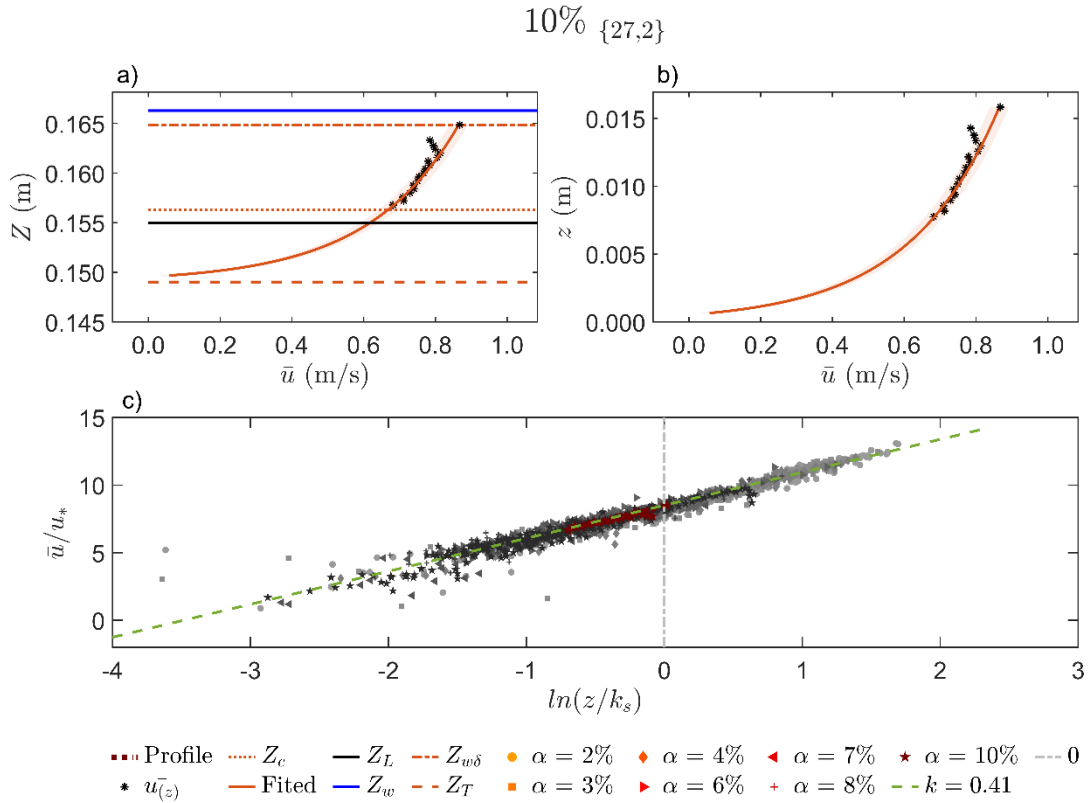 10% {27,2}
a)
b)
0.165
0.160
0.155
0.150
0.145
Z (m)
0.0 0.2 0.4 0.6 0.8 1.0
ū (m/s)
0.015
0.010
0.005
0.000
z (m)
0.0 0.2 0.4 0.6 0.8 1.0
ū (m/s)
c)
15
10
5
0
ū/u*
-4 -3 -2 -1 0 1 2 3
ln(z/ks)
Profile Zc ZL Zwδ α = 2% α = 4% α = 7% α = 10% 0
ū(z) Fited Zw ZT α = 3% α = 6% α = 8% k = 0.41